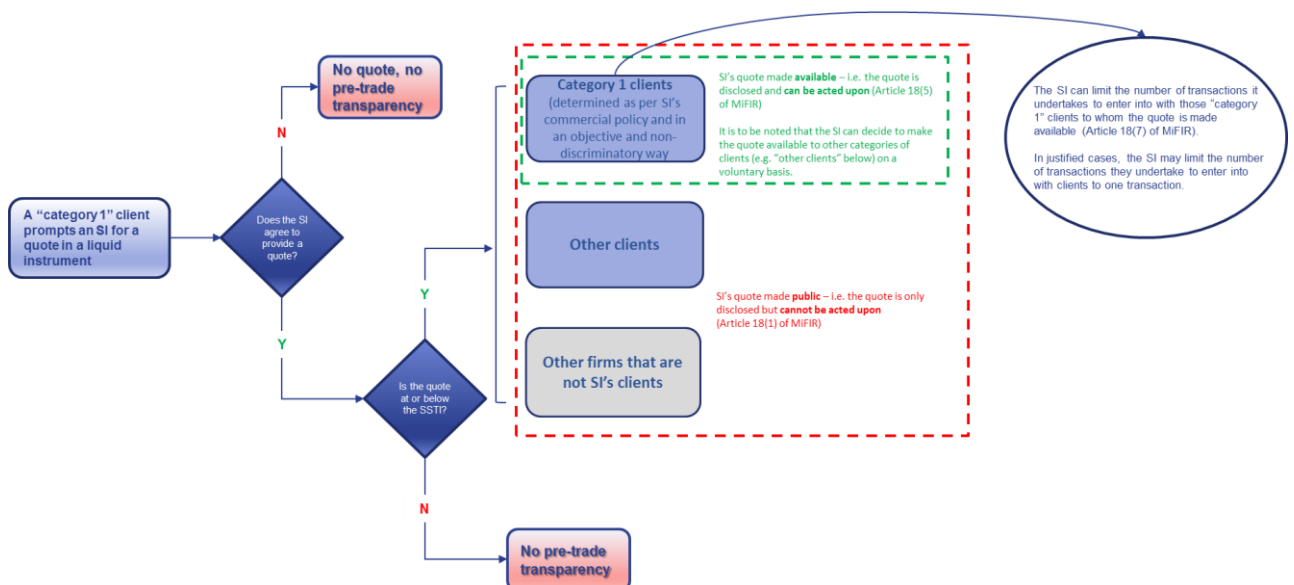 No quote, no
pre-trade
transparency
N
A “category 1” client
prompts an SI for a
quote in a liquid
instrument
Does the SI
agree to
provide a
quote?
Y
Y
Is the quote
at or below
the SSTI?
N
No pre-trade
transparency
Category 1 clients
(determined as per SI’s
commercial policy and in
an objective and non-
discriminatory way
SI’s quote made available – i.e. the quote is
disclosed and can be acted upon (Article 18(5)
of MiFIR)
It is to be noted that the SI can decide to make
the quote available to other categories of
clients (e.g. “other clients” below) on a
voluntary basis.
Other clients
Other firms that are
not SI’s clients
SI’s quote made public – i.e. the quote is only
disclosed but cannot be acted upon
(Article 18(1) of MiFIR)
The SI can limit the number of transactions it
undertakes to enter into with those “category
1” clients to whom the quote is made
available (Article 18(7) of MiFIR).
In justified cases, the SI may limit the number
of transactions they undertake to enter into
with clients to one transaction.